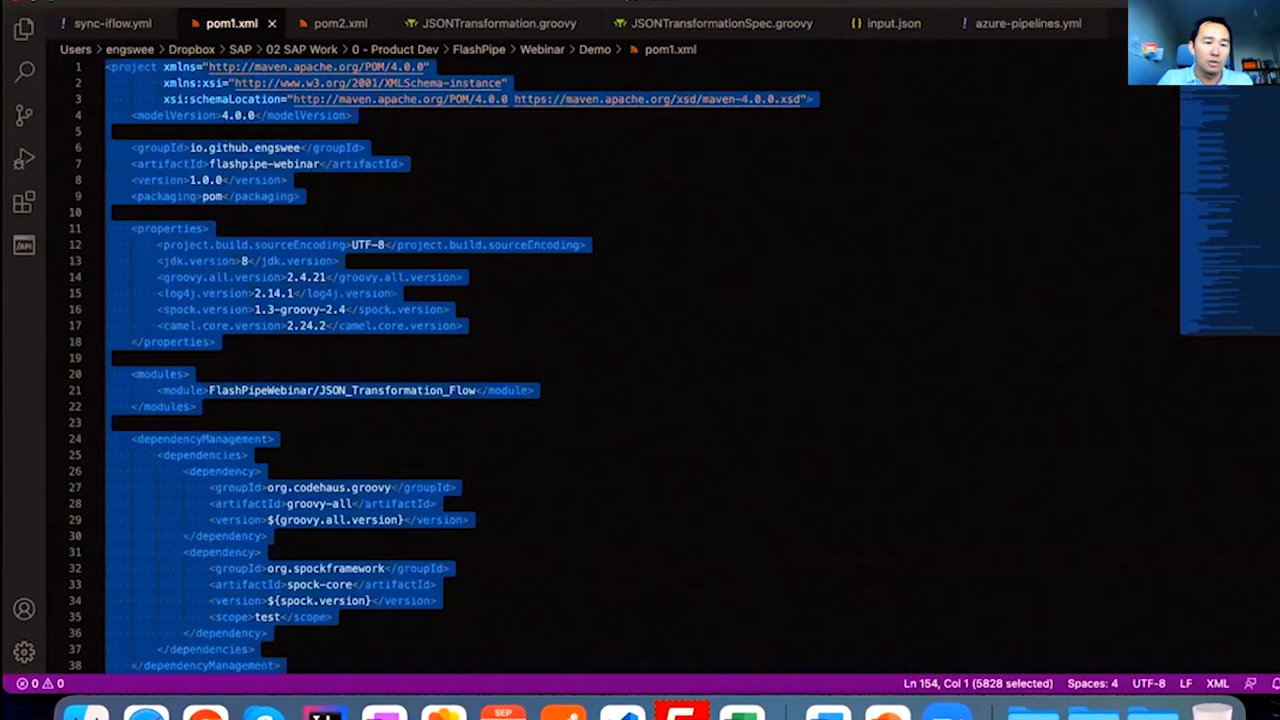 sync-iflow.yml pom1.xml pom2.xml JSONTransformation.groovy JSONTransformationSpec.groovy input.json azure-pipelines.yml
Users engswee Dropbox SAP 02 SAP Work 0 - Product Dev FlashPipe Webinar Demo pom1.xml
1 <project xmlns="http://maven.apache.org/POM/4.0.0"
2 xmlns:xsi="http://www.w3.org/2001/XMLSchema-instance"
3 xsi:schemaLocation="http://maven.apache.org/POM/4.0.0 https://maven.apache.org/xsd/maven-4.0.0.xsd">
4 <modelVersion>4.0.0</modelVersion>
5
6 <groupId>io.github.engswee</groupId>
7 <artifactId>flashpipe-webinar</artifactId>
8 <version>1.0.0</version>
9 <packaging>pom</packaging>
10
11 <properties>
12 <project.build.sourceEncoding>UTF-8</project.build.sourceEncoding>
13 <jdk.version>8</jdk.version>
14 <groovy.all.version>2.4.21</groovy.all.version>
15 <log4j.version>2.14.1</log4j.version>
16 <spock.version>1.3-groovy-2.4</spock.version>
17 <camel.core.version>2.24.2</camel.core.version>
18 </properties>
19
20 <modules>
21 <module>FlashPipeWebinar/JSON_Transformation_Flow</module>
22 </modules>
23
24 <dependencyManagement>
25 <dependencies>
26 <dependency>
27 <groupId>org.codehaus.groovy</groupId>
28 <artifactId>groovy-all</artifactId>
29 <version>${groovy.all.version}</version>
30 </dependency>
31 <dependency>
32 <groupId>org.spockframework</groupId>
33 <artifactId>spock-core</artifactId>
34 <version>${spock.version}</version>
35 <scope>test</scope>
36 </dependency>
37 </dependencies>
38 </dependencyManagement>
0 0 Ln 154, Col 1 (5828 selected) Spaces: 4 UTF-8 LF XML
SEP